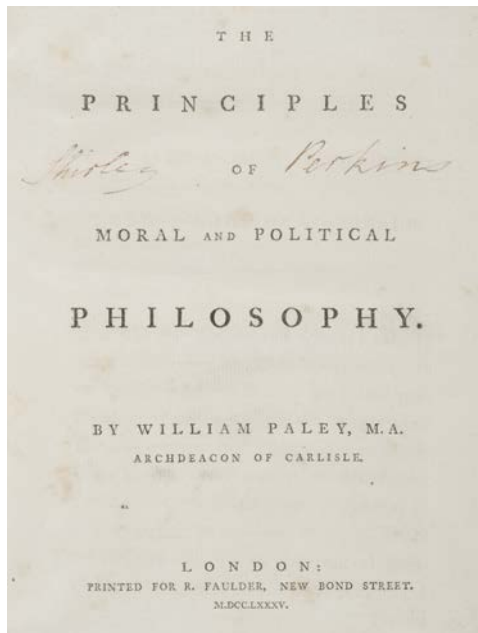 THE
PRINCIPLES
Shirley OF Perkins
MORAL AND POLITICAL
PHILOSOPHY.
BY WILLIAM PALEY, M.A.
ARCHDEACON OF CARLISLE.
LONDON:
PRINTED FOR R. FAULDER, NEW BOND STREET.
M.DCC.LXXXV.